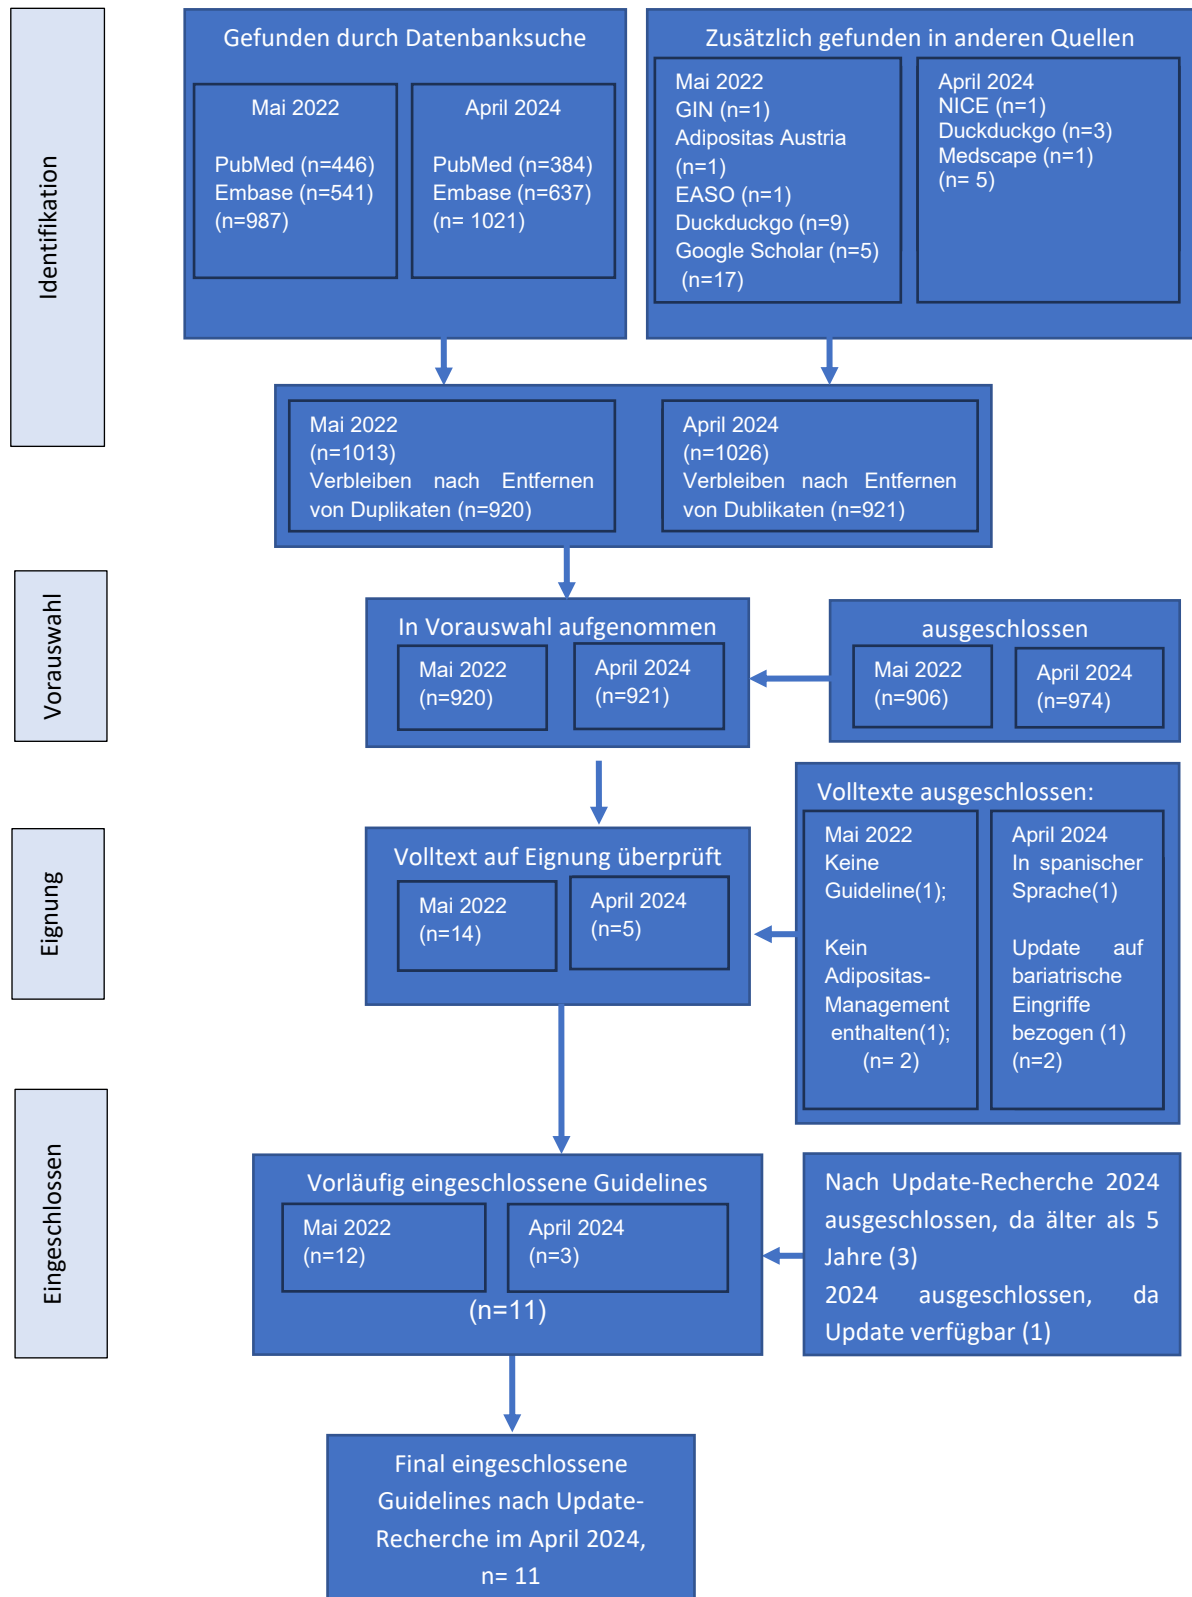 Identifikation
Gefunden durch Datenbanksuche
Mai 2022
PubMed (n=446)
Embase (n=541)
(n=987)
April 2024
PubMed (n=384)
Embase (n=637)
(n= 1021)
Zusätzlich gefunden in anderen Quellen
Mai 2022
GIN (n=1)
Adipositas Austria
(n=1)
EASO (n=1)
Duckduckgo (n=9)
Google Scholar (n=5)
(n=17)
April 2024
NICE (n=1)
Duckduckgo (n=3)
Medscape (n=1)
(n= 5)
Mai 2022
(n=1013)
Verbleiben nach Entfernen
von Duplikaten (n=920)
April 2024
(n=1026)
Verbleiben nach Entfernen
von Dublikaten (n=921)
Vorauswahl
In Vorauswahl aufgenommen
Mai 2022
(n=920)
April 2024
(n=921)
ausgeschlossen
Mai 2022
(n=906)
April 2024
(n=974)
Eignung
Volltext auf Eignung überprüft
Mai 2022
(n=14)
April 2024
(n=5)
Volltexte ausgeschlossen:
Mai 2022
Keine
Guideline(1);
Kein
Adipositas-
Management
enthalten(1);
(n= 2)
April 2024
In spanischer
Sprache(1)
Update auf
bariatrische
Eingriffe
bezogen (1)
(n=2)
Eingeschlossen
Vorläufig eingeschlossene Guidelines
Mai 2022
(n=12)
April 2024
(n=3)
(n=11)
Nach Update-Recherche 2024
ausgeschlossen, da älter als 5
Jahre (3)
2024 ausgeschlossen, da
Update verfügbar (1)
Final eingeschlossene
Guidelines nach Update-
Recherche im April 2024,
n= 11